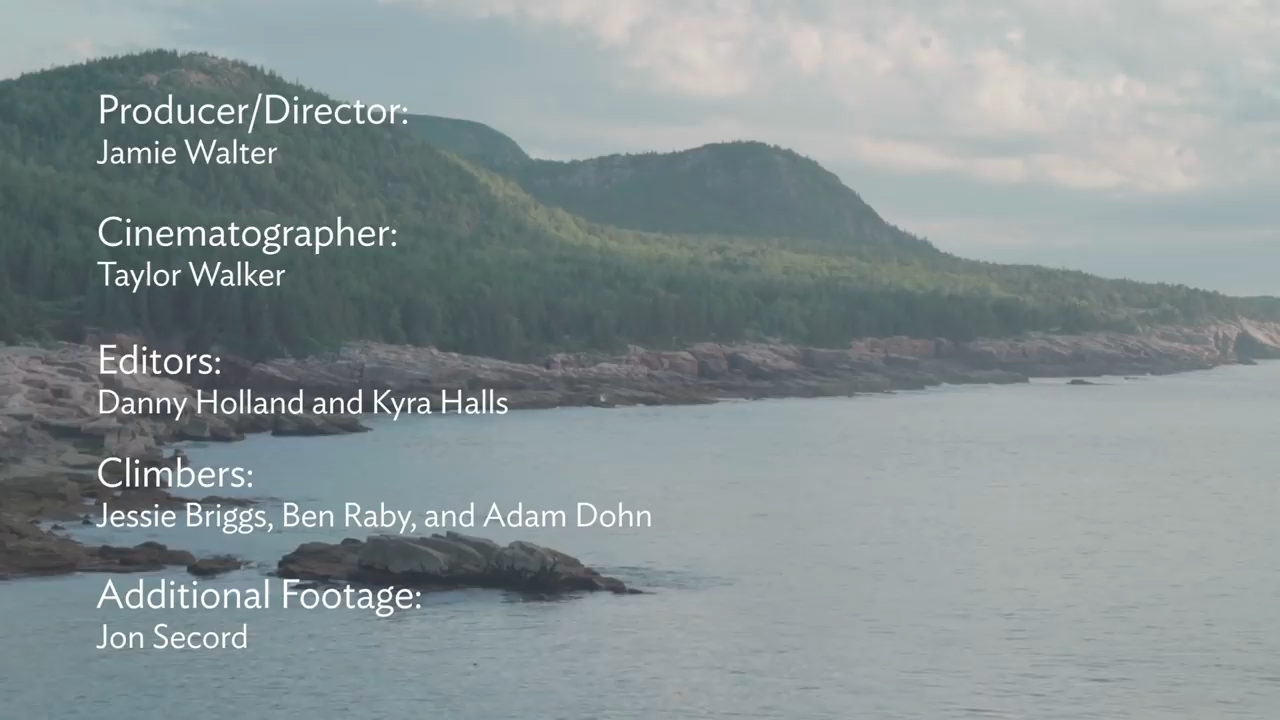 Producer/Director:
Jamie Walter
Cinematographer:
Taylor Walker
Editors:
Danny Holland and Kyra Halls
Climbers:
Jessie Briggs, Ben Raby, and Adam Dohn
Additional Footage:
Jon Secord